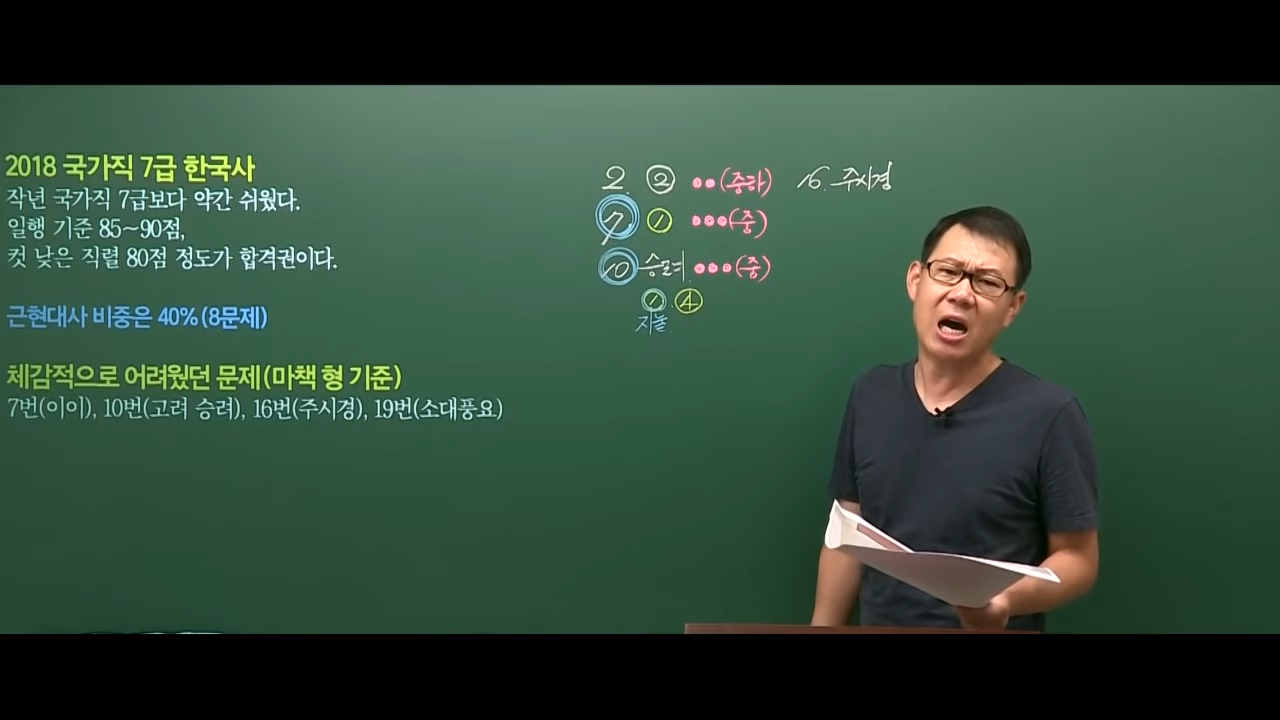 2018 국가직 7급 한국사
작년 국가직 7급보다 약간 쉬웠다.
일행 기준 85~90점,
컷 낮은 직렬 80점 정도가 합격권이다.
근현대사 비중은 40%(8문제)
체감적으로 어려웠던 문제(마책 형 기준)
7번(이이), 10번(고려 승려), 16번(주시경), 19번(소대풍요)
2 ② ●●(중하)
7 ① ●●●(중)
10 승려 ●●●(중)
① ④
지눌
16. 주시경